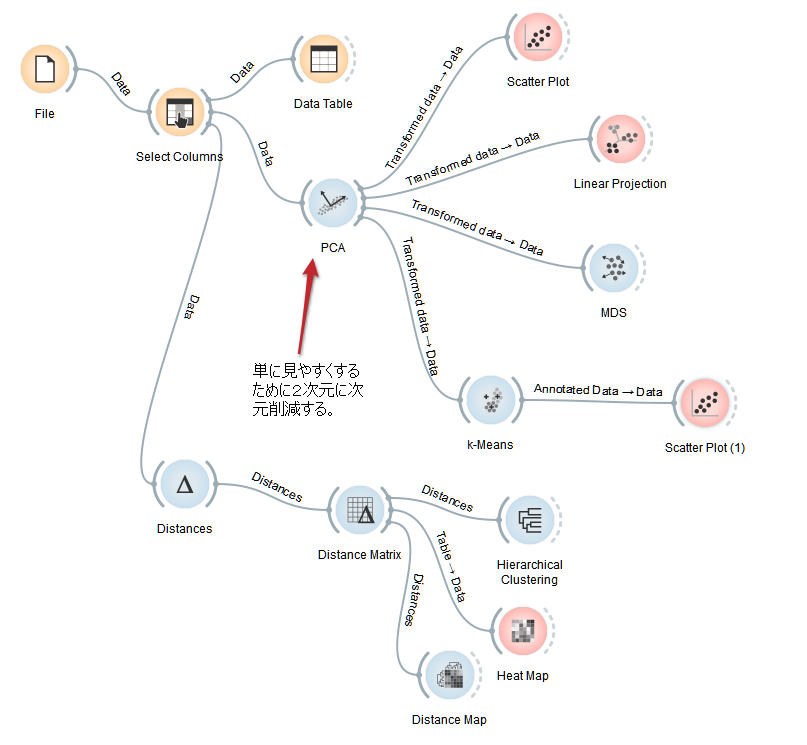 File
Data
Select Columns
Data
Data Table
Data
PCA
Transformed data → Data
Scatter Plot
Transformed data → Data
Linear Projection
Transformed data → Data
MDS
Transformed data → Data
k-Means
Annotated Data → Data
Scatter Plot (1)
単に見やすくする
ために２次元に次
元削減する。
Data
Distances
Distances
Distance Matrix
Distances
Hierarchical
Clustering
Table → Data
Heat Map
Distances
Distance Map